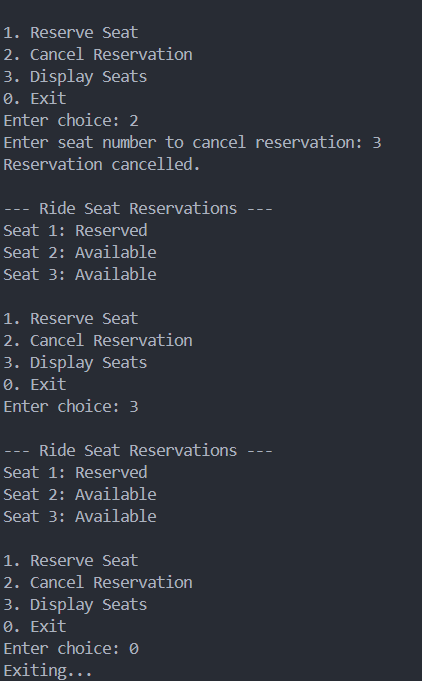 1. Reserve Seat
2. Cancel Reservation
3. Display Seats
0. Exit
Enter choice: 2
Enter seat number to cancel reservation: 3
Reservation cancelled.
--- Ride Seat Reservations ---
Seat 1: Reserved
Seat 2: Available
Seat 3: Available
1. Reserve Seat
2. Cancel Reservation
3. Display Seats
0. Exit
Enter choice: 3
--- Ride Seat Reservations ---
Seat 1: Reserved
Seat 2: Available
Seat 3: Available
1. Reserve Seat
2. Cancel Reservation
3. Display Seats
0. Exit
Enter choice: 0
Exiting...